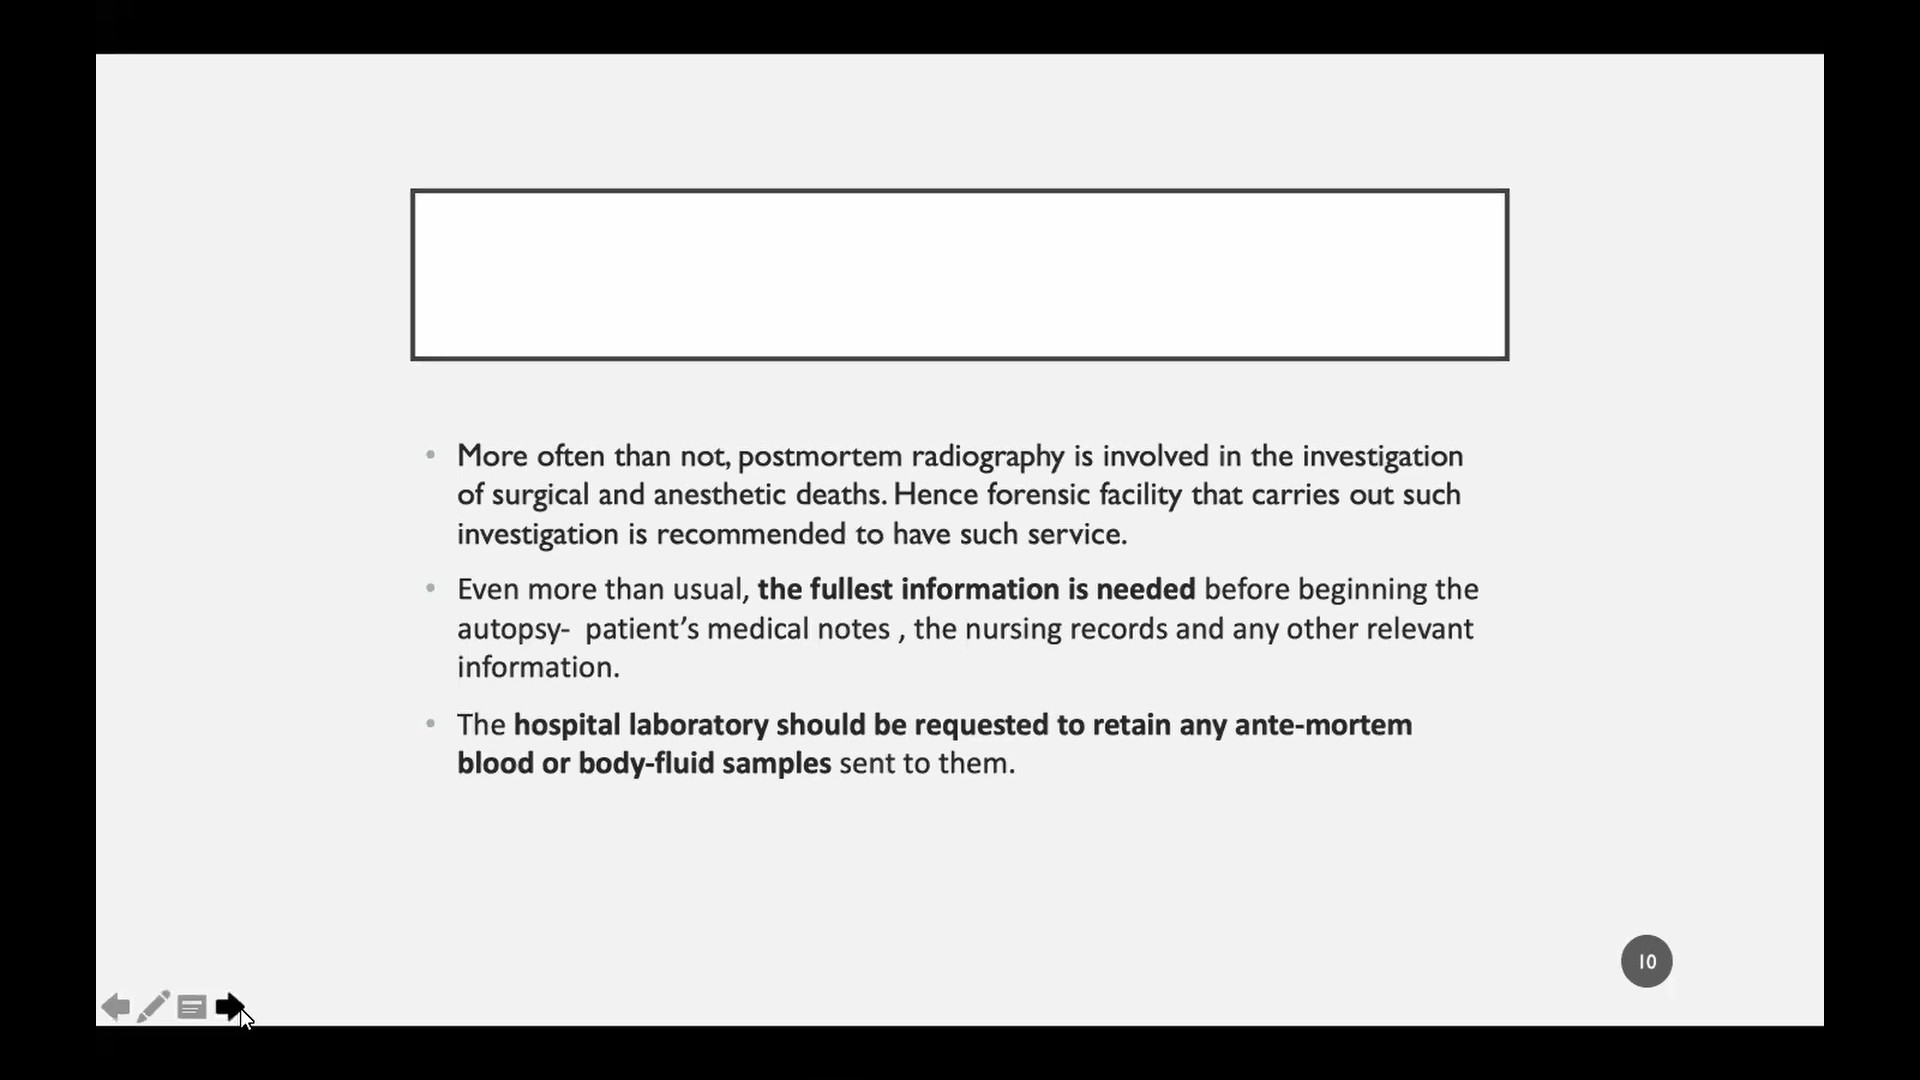 More often than not, postmortem radiography is involved in the investigation
of surgical and anesthetic deaths. Hence forensic facility that carries out such
investigation is recommended to have such service.
Even more than usual, the fullest information is needed before beginning the
autopsy-  patient’s medical notes , the nursing records and any other relevant
information.
The hospital laboratory should be requested to retain any ante-mortem
blood or body-fluid samples sent to them.
10